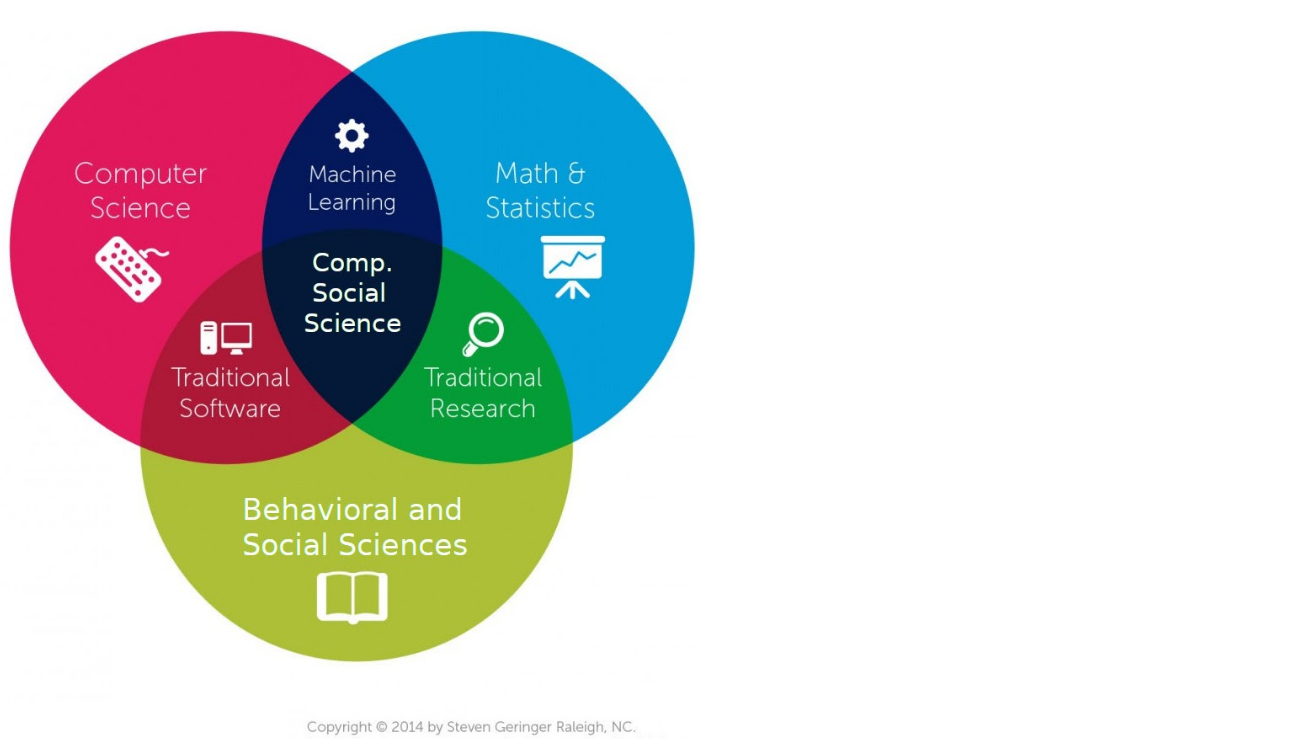 Computer
Science
Machine
Learning
Math &
Statistics
Comp.
Social
Science
Traditional
Software
Traditional
Research
Behavioral and
Social Sciences
Copyright © 2014 by Steven Geringer Raleigh, NC.